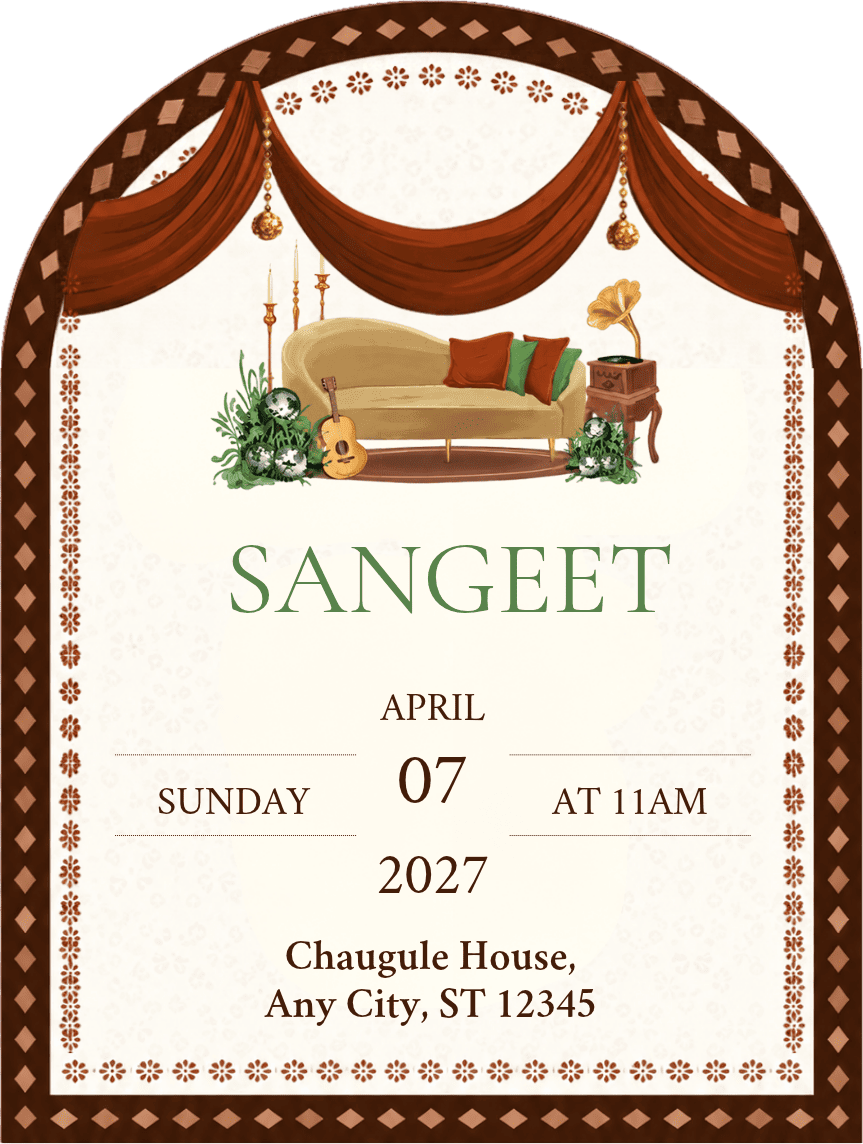 SANGEET
APRIL
SUNDAY
07
AT 11AM
2027
Chaugule House,
Any City, ST 12345